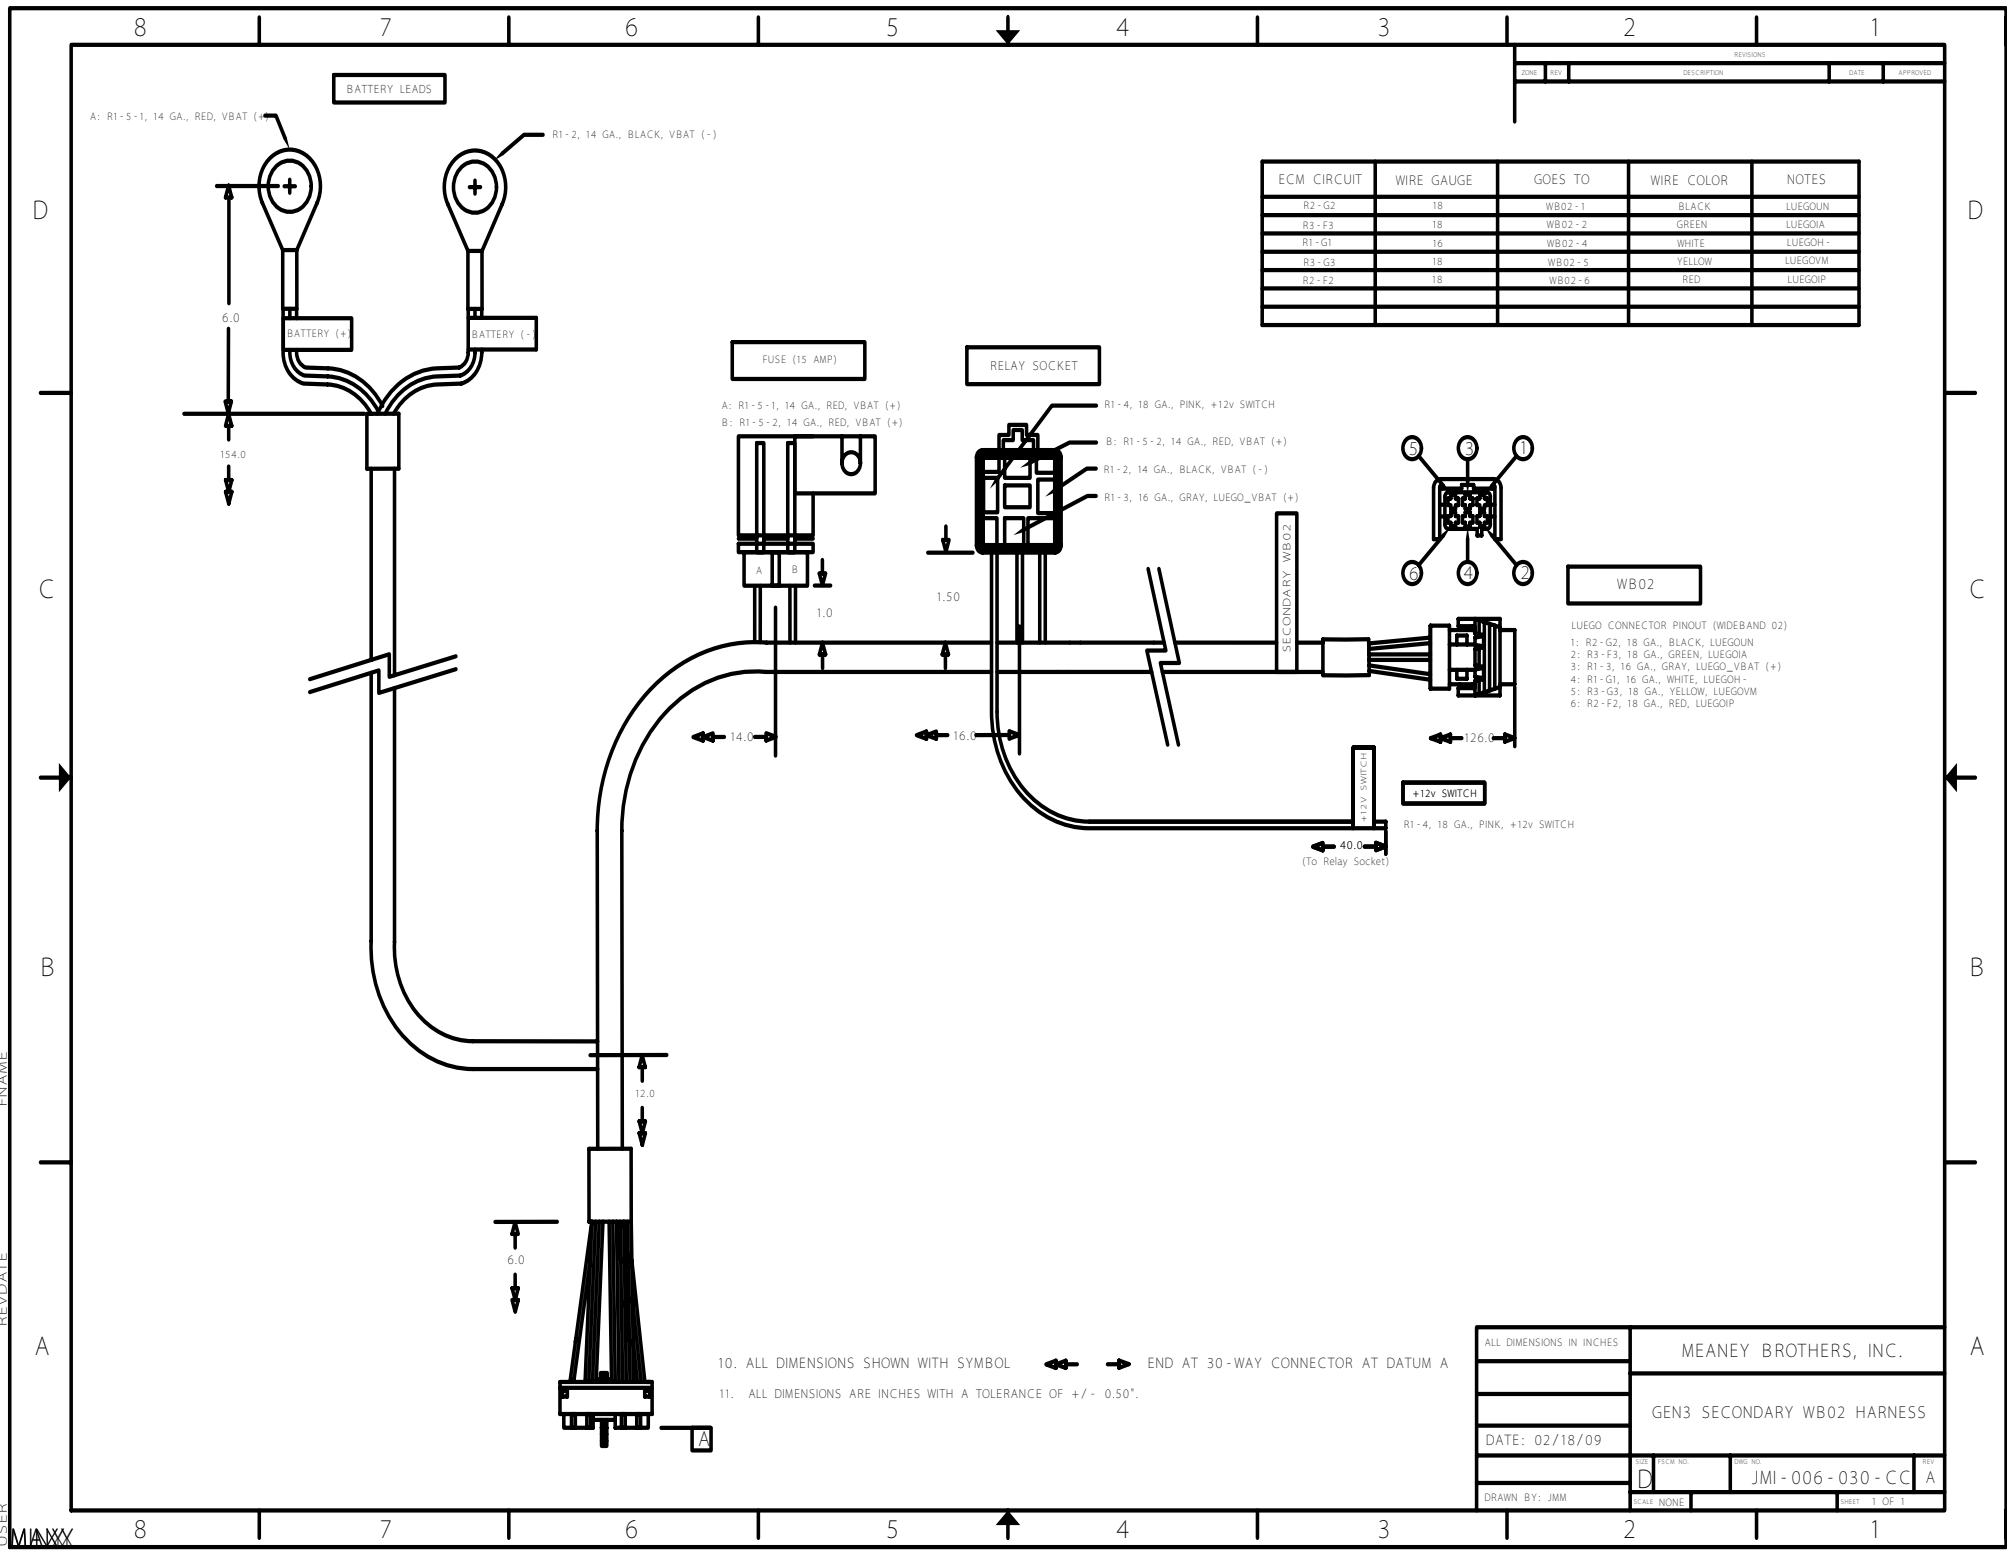 8 7 6 5 4 3 2 1
REVISIONS
ZONE REV DESCRIPTION DATE APPROVED
BATTERY LEADS
A: R1-5-1, 14 GA., RED, VBAT (+)
R1-2, 14 GA., BLACK, VBAT (-)
ECM CIRCUIT WIRE GAUGE GOES TO WIRE COLOR NOTES
R2-G2 18 WB02-1 BLACK LUEGOUN
R3-F3 18 WB02-2 GREEN LUEGOIA
R1-G1 16 WB02-4 WHITE LUEGOH-
R3-G3 18 WB02-5 YELLOW LUEGOVM
R2-F2 18 WB02-6 RED LUEGOIP
D D
6.0
BATTERY (+)
BATTERY (-)
154.0
FUSE (15 AMP)
A: R1-5-1, 14 GA., RED, VBAT (+)
B: R1-5-2, 14 GA., RED, VBAT (+)
A B
1.0
RELAY SOCKET
R1-4, 18 GA., PINK, +12v SWITCH
B: R1-5-2, 14 GA., RED, VBAT (+)
R1-2, 14 GA., BLACK, VBAT (-)
R1-3, 16 GA., GRAY, LUEGO_VBAT (+)
1.50
SECONDARY WB02
5 3 1
6 4 2
C C
WB02
LUEGO CONNECTOR PINOUT (WIDEBAND 02)
1: R2-G2, 18 GA., BLACK, LUEGOUN
2: R3-F3, 18 GA., GREEN, LUEGOIA
3: R1-3, 16 GA., GRAY, LUEGO_VBAT (+)
4: R1-G1, 16 GA., WHITE, LUEGOH-
5: R3-G3, 18 GA., YELLOW, LUEGOVM
6: R2-F2, 18 GA., RED, LUEGOIP
14.0
16.0
126.0
+12V SWITCH
+12v SWITCH
R1-4, 18 GA., PINK, +12v SWITCH
40.0
(To Relay Socket)
B B
12.0
6.0
A A
A
10. ALL DIMENSIONS SHOWN WITH SYMBOL END AT 30-WAY CONNECTOR AT DATUM A
11. ALL DIMENSIONS ARE INCHES WITH A TOLERANCE OF +/- 0.50".
ALL DIMENSIONS IN INCHES
MEANEY BROTHERS, INC.
GEN3 SECONDARY WB02 HARNESS
DATE: 02/18/09
SIZE FSCM NO. DWG NO. REV
D JMI-006-030-CC A
DRAWN BY: JMM
SCALE NONE SHEET 1 OF 1
FNAME
REVDATE
USER
8 7 6 5 4 3 2 1